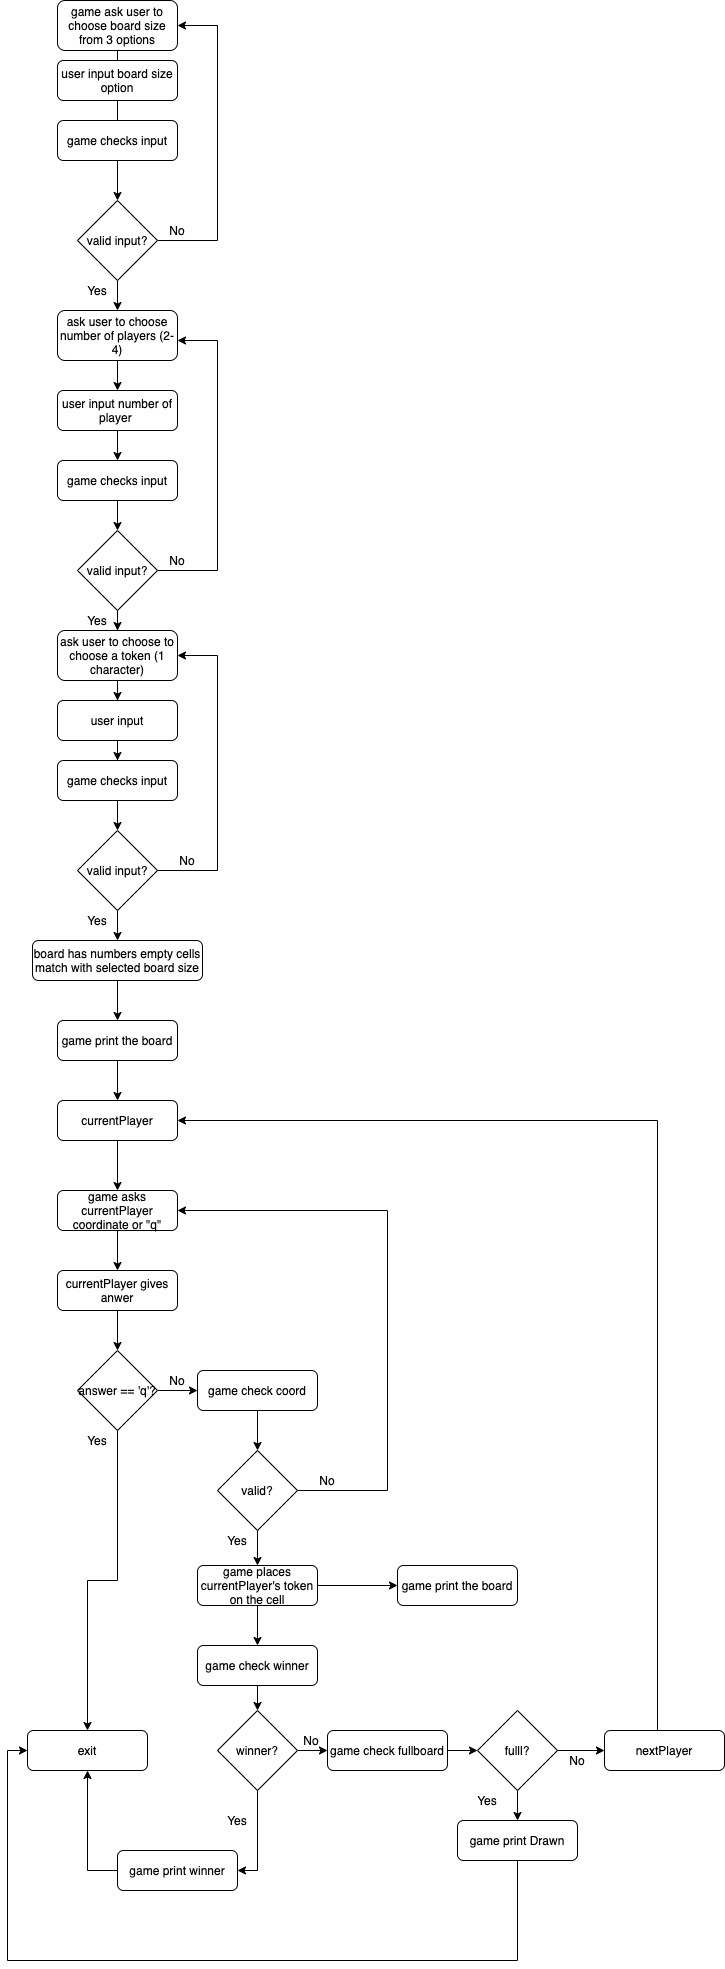 game ask user to
choose board size
from 3 options
user input board size
option
game checks input
valid input?
No
Yes
ask user to choose
number of players (2-
4)
user input number of
player
game checks input
valid input?
No
Yes
ask user to choose to
choose a token (1
character)
user input
game checks input
valid input?
No
Yes
board has numbers empty cells
match with selected board size
game print the board
currentPlayer
game asks
currentPlayer
coordinate or "q"
currentPlayer gives
anwer
answer == 'q'?
No
game check coord
Yes
valid?
No
Yes
game places
currentPlayer's token
on the cell
game print the board
game check winner
exit
winner?
No
game check fullboard
fulll?
No
nextPlayer
Yes
Yes
game print Drawn
game print winner